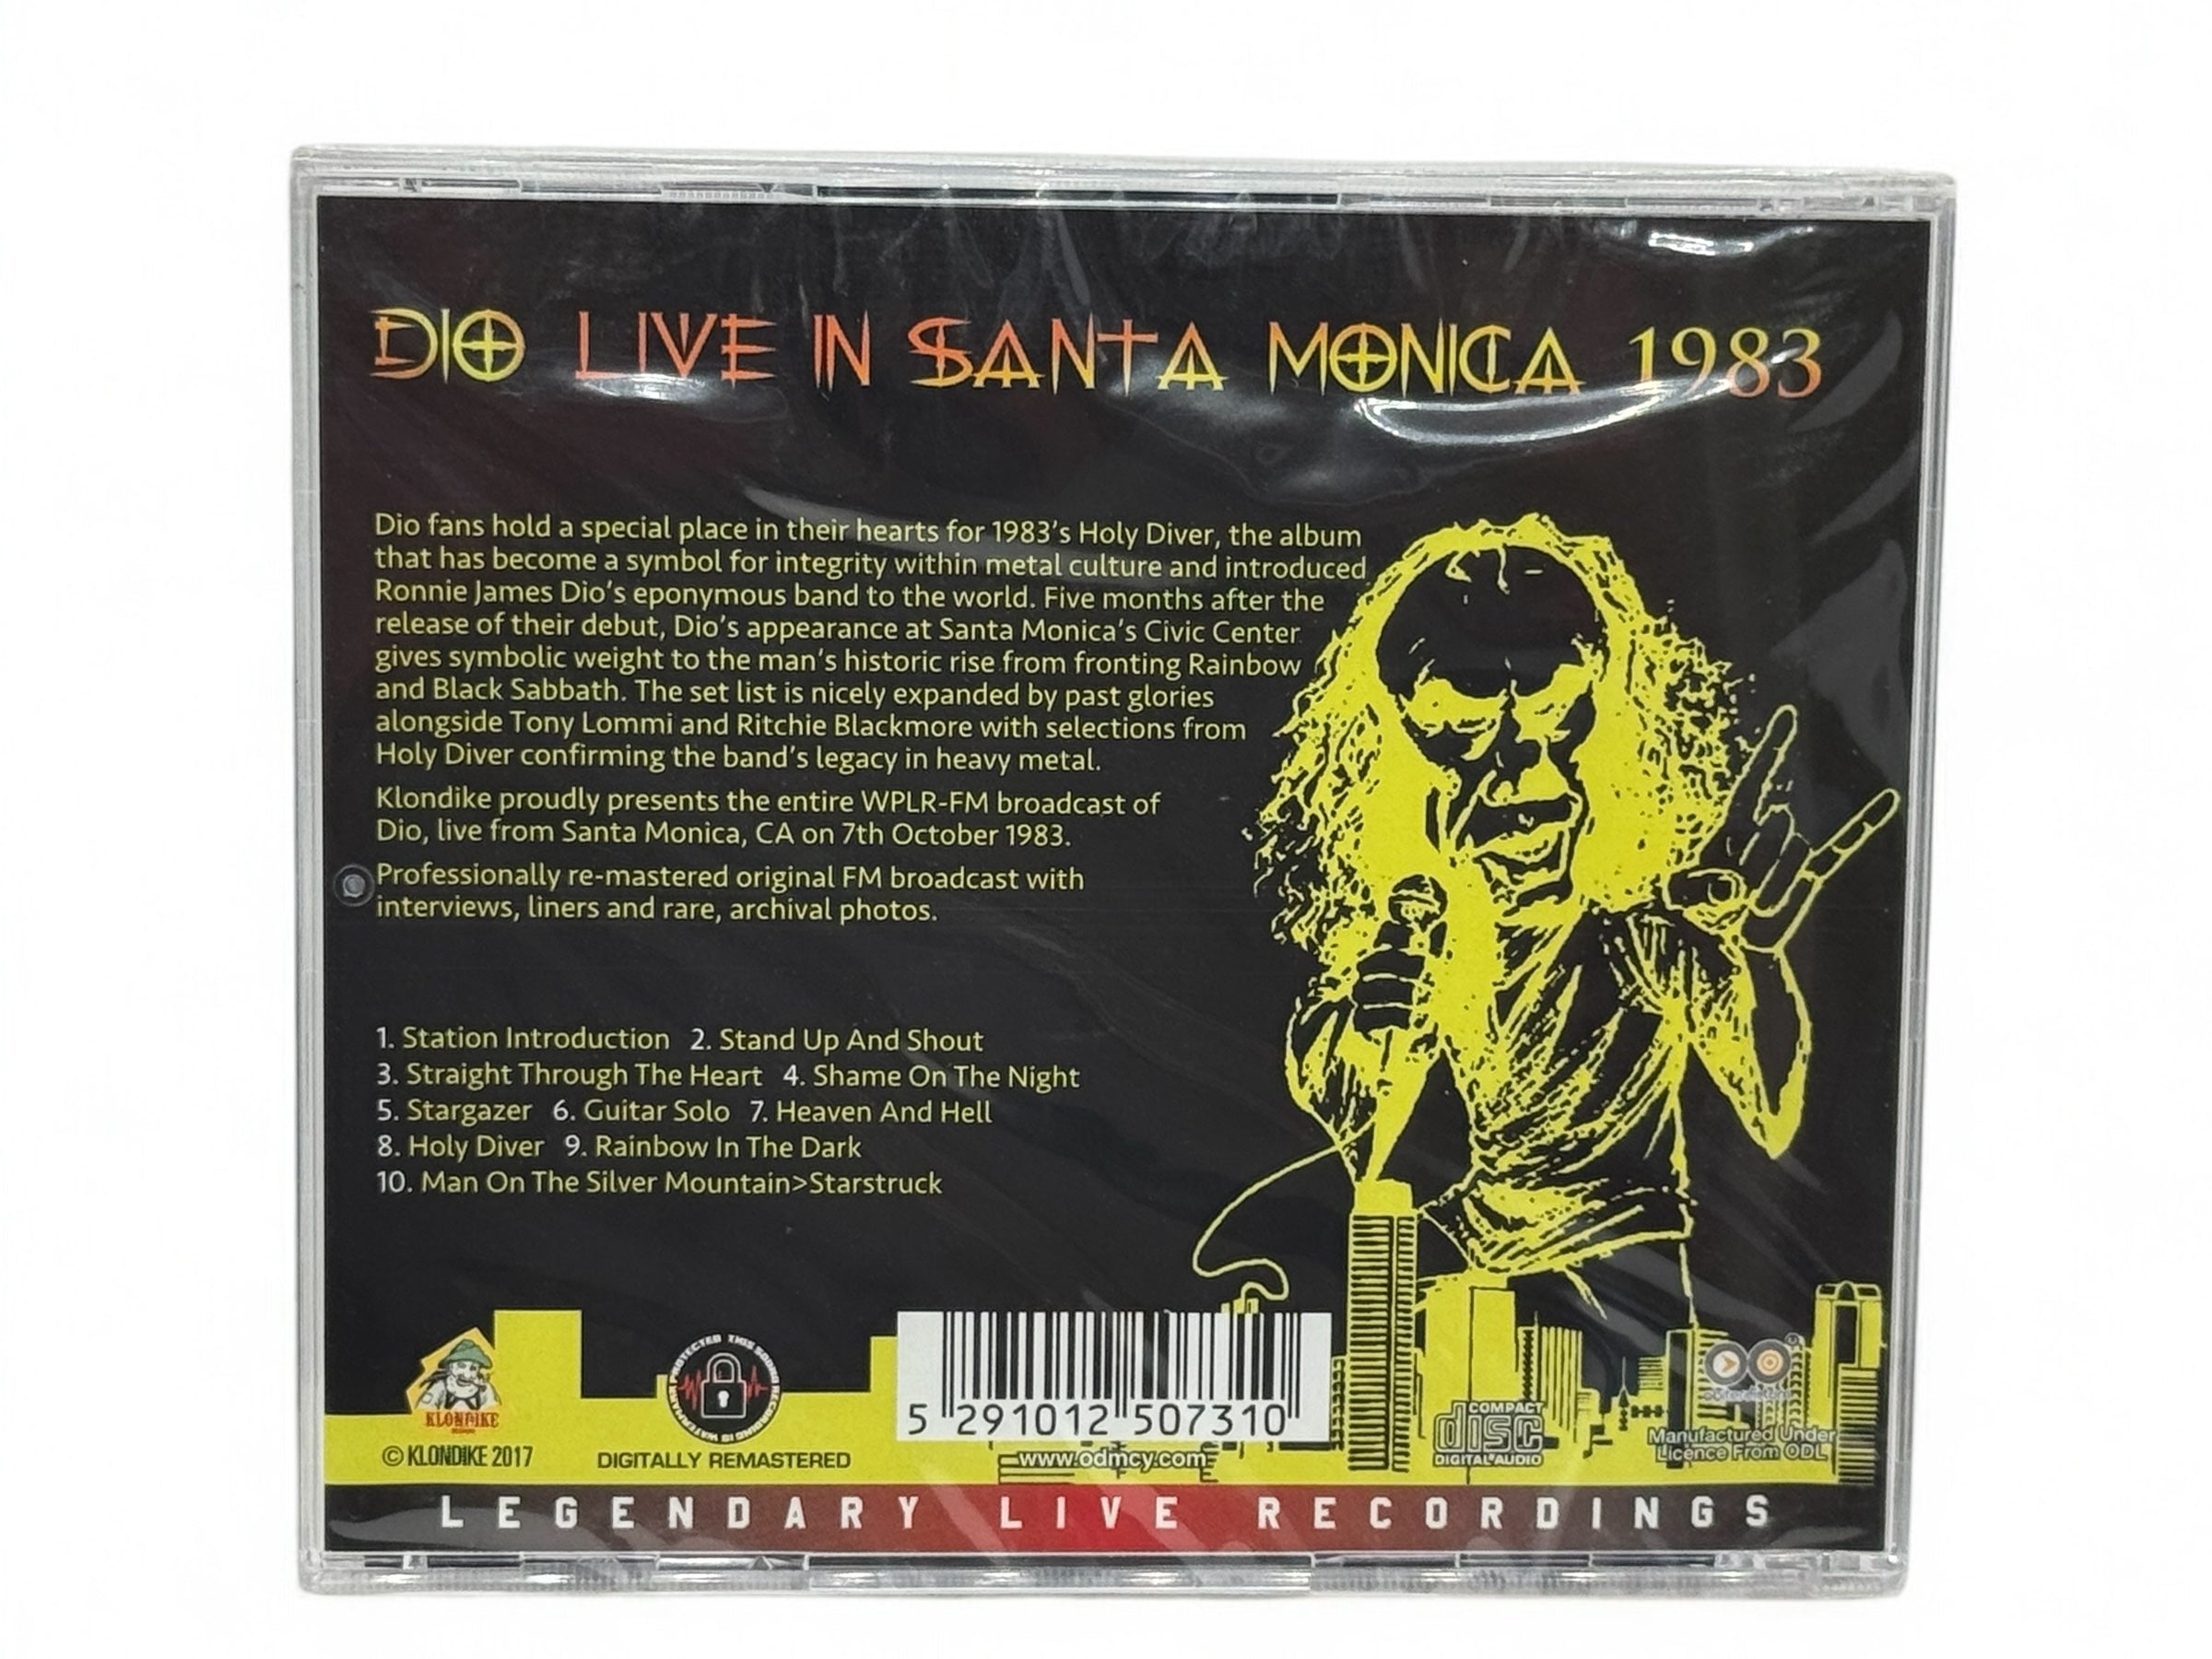 DIO LIVE IN SANTA MONICA 1983
Dio fans hold a special place in their hearts for 1983's Holy Diver, the album
that has become a symbol for integrity within metal culture and introduced
Ronnie James Dio's eponymous band to the world. Five months after the
release of their debut, Dio's appearance at Santa Monica's Civic Center
gives symbolic weight to the man's historic rise from fronting Rainbow
and Black Sabbath. The set list is nicely expanded by past glories
alongside Tony Lommi and Ritchie Blackmore with selections from
Holy Diver confirming the band's legacy in heavy metal.
Klondike proudly presents the entire WPLR-FM broadcast of
Dio, live from Santa Monica, CA on 7th October 1983.
Professionally re-mastered original FM broadcast with
interviews, liners and rare, archival photos.
1. Station Introduction 2. Stand Up And Shout
3. Straight Through The Heart 4. Shame On The Night
5. Stargazer 6. Guitar Solo 7. Heaven And Hell
8. Holy Diver 9. Rainbow In The Dark
10. Man On The Silver Mountain>Starstruck
KLONDIKE
© KLONDIKE 2017
PROTECTED THIS SOUND RECORDING IS
DIGITALLY REMASTERED
5 291012 507310
www.odmcy.com
COMPACT
disc
DIGITAL AUDIO
Manufactured Under
Licence From ODL
LEGENDARY LIVE RECORDINGS